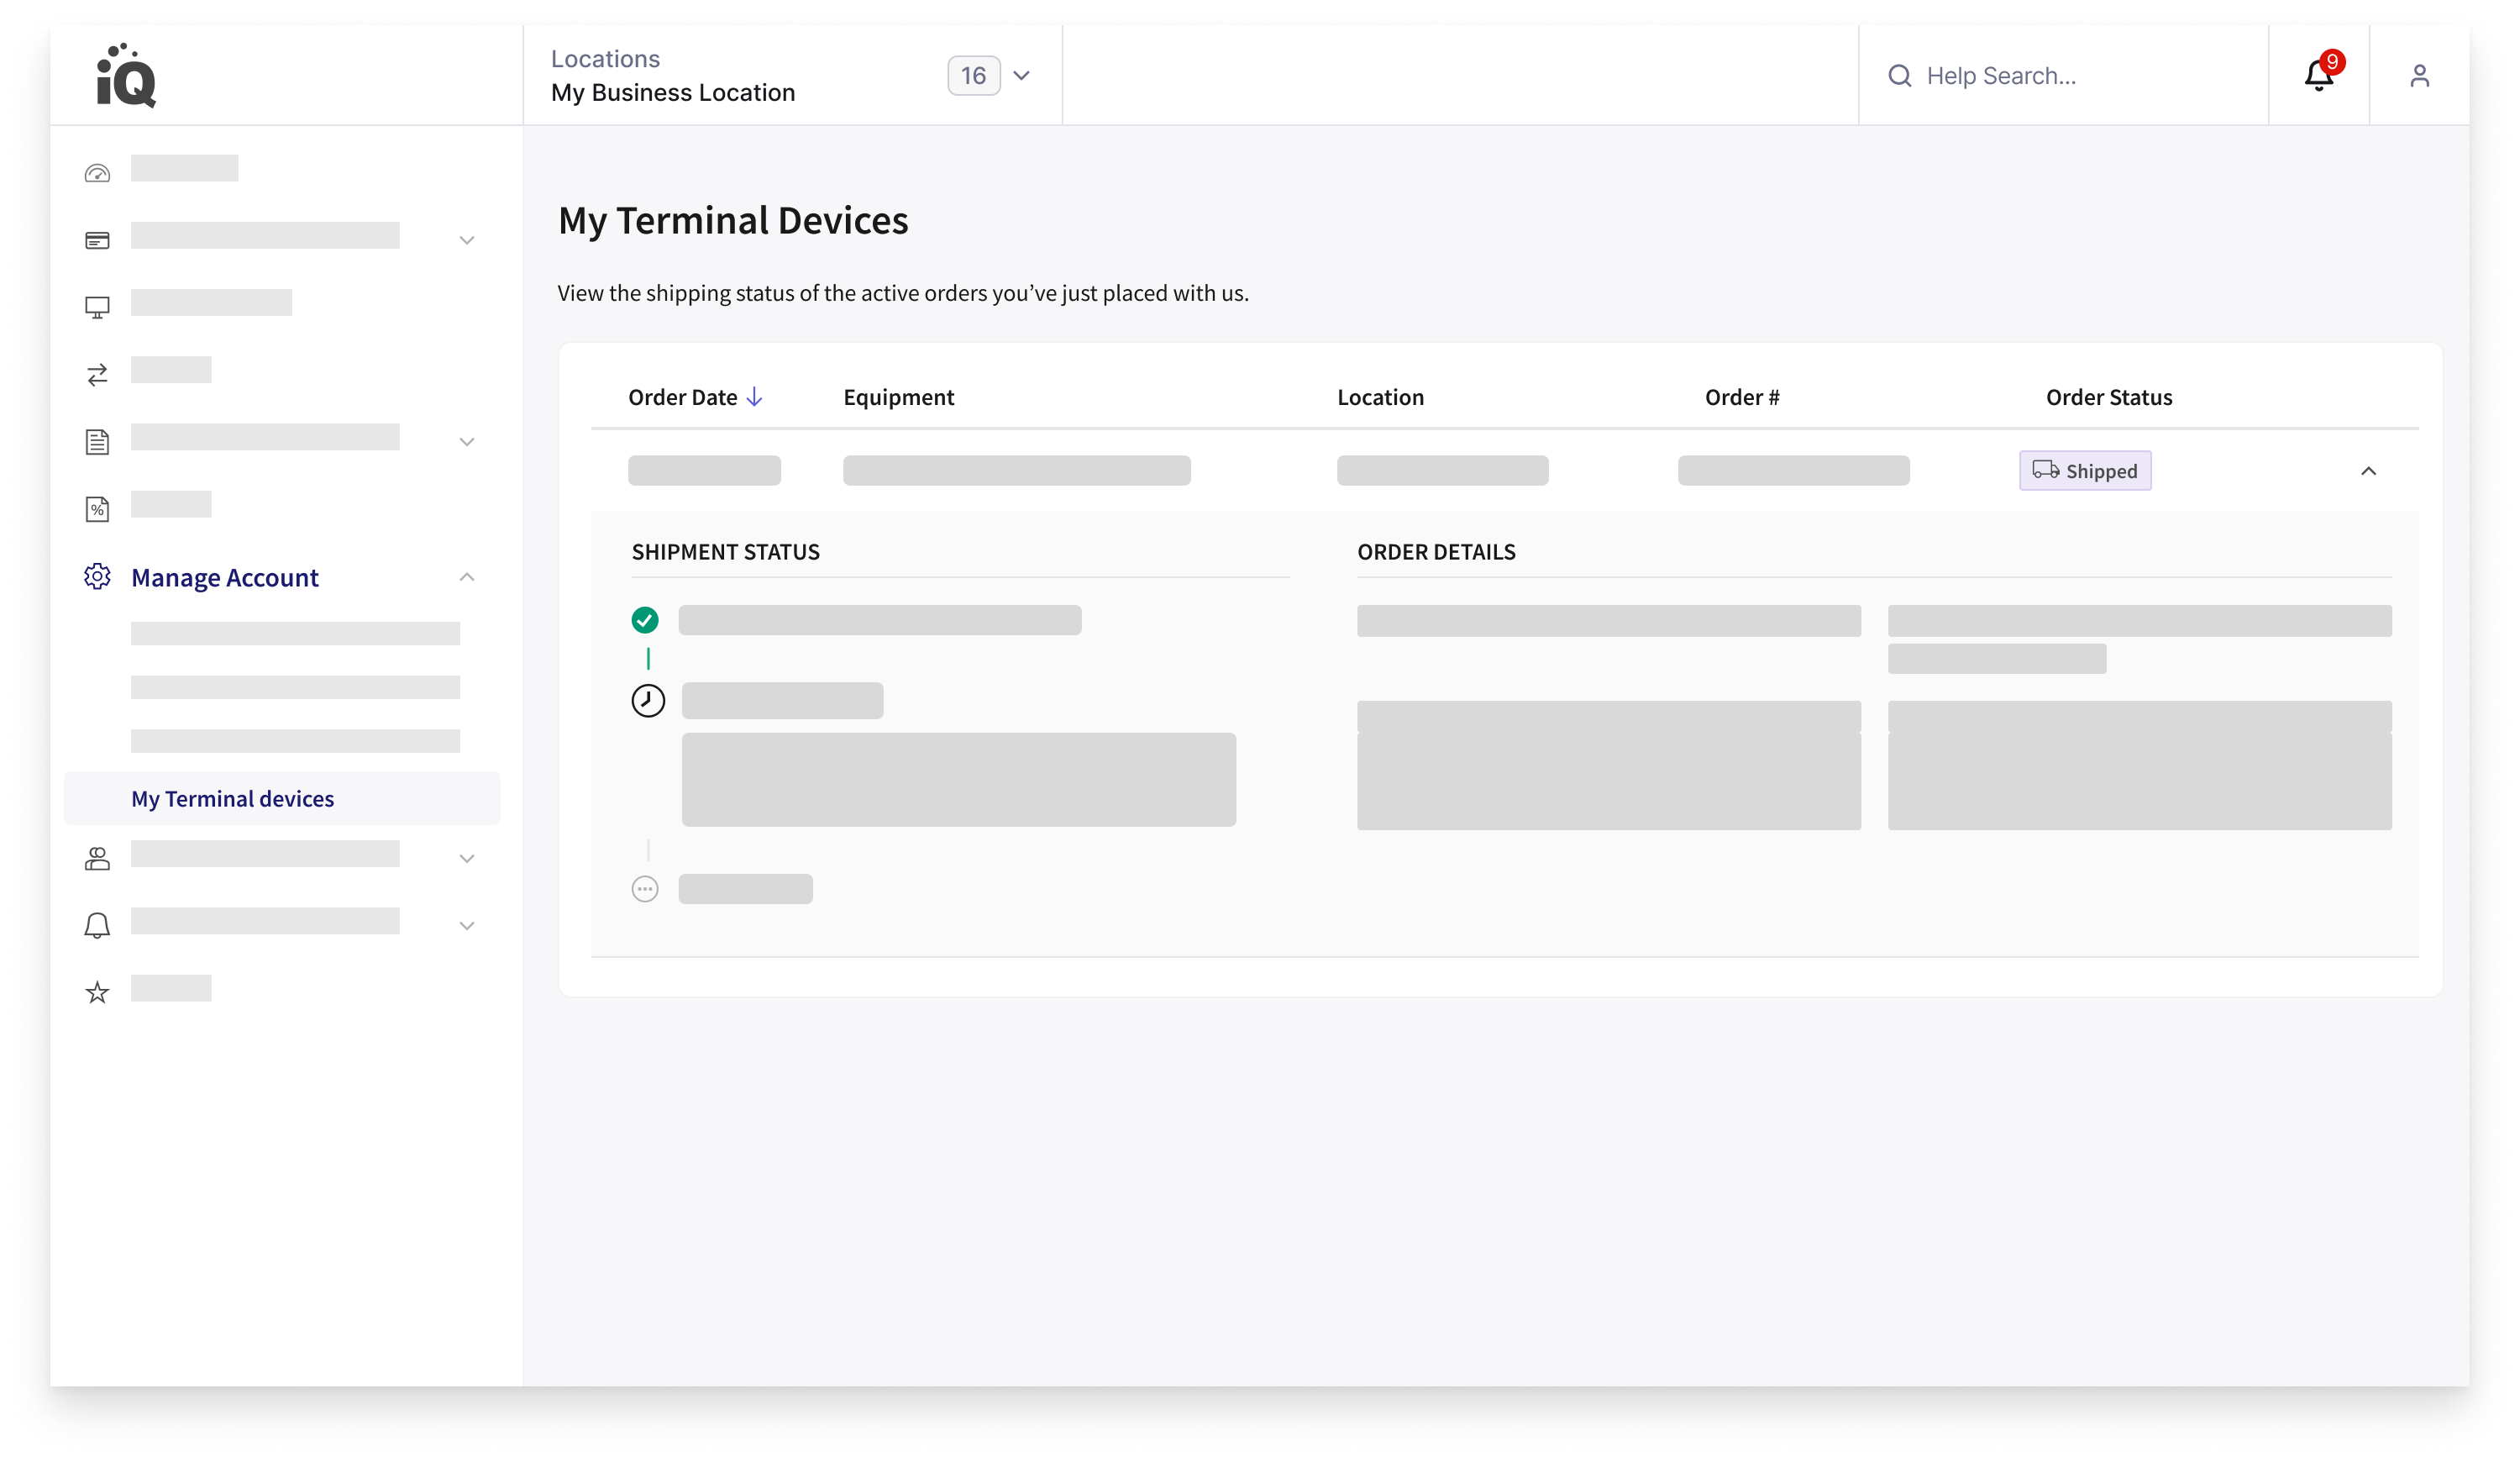 iQ
Locations
My Business Location
16
Help Search...
9
My Terminal Devices
View the shipping status of the active orders you’ve just placed with us.
Order Date Equipment Location Order # Order Status
Shipped
SHIPMENT STATUS
ORDER DETAILS
%
Manage Account
My Terminal devices